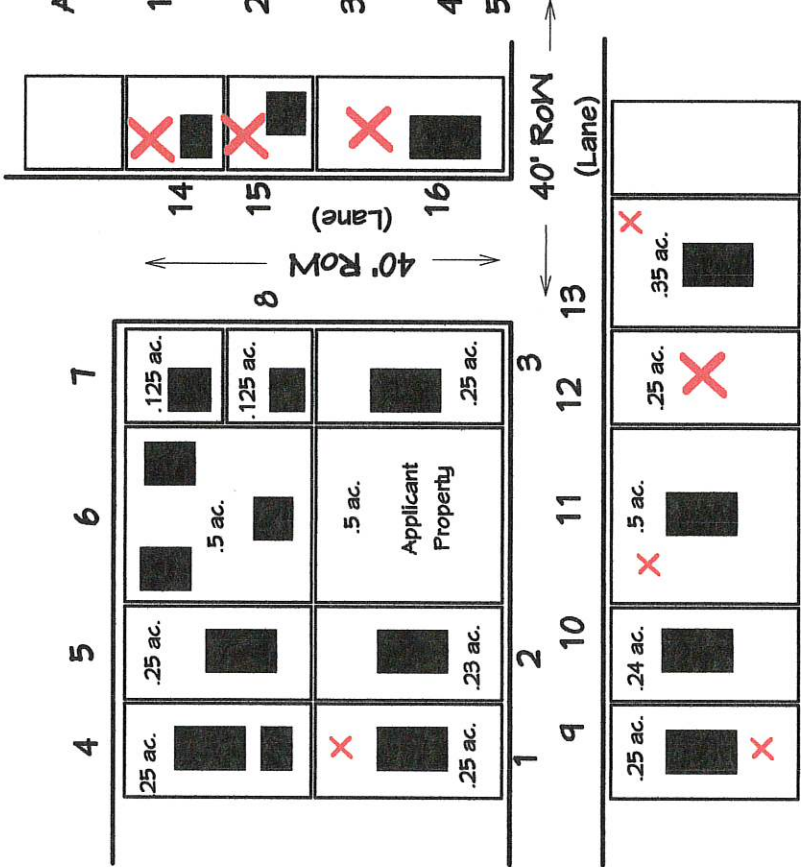 A
1
2
3
4
5
14
15
16
(Lane)
40' RoW
40' RoW
(Lane)
4
5
6
7
8
.25 ac.
.25 ac.
.5 ac.
.125 ac.
.125 ac.
.25 ac.
.23 ac.
.5 ac.
Applicant
Property
.25 ac.
1
2
3
9
10
11
12
13
.25 ac.
.24 ac.
.5 ac.
.25 ac.
.35 ac.